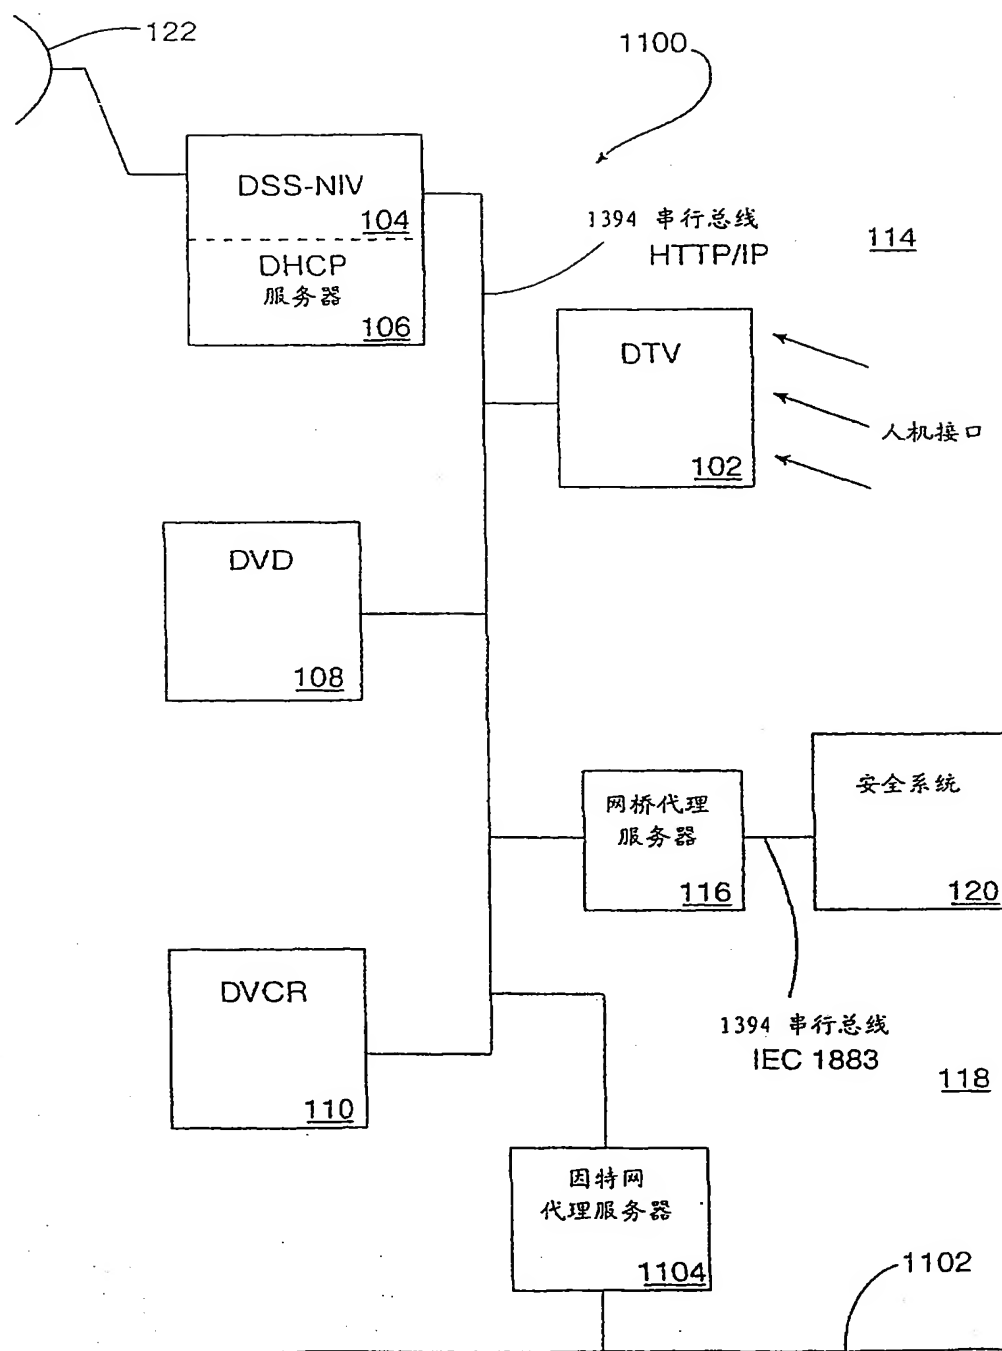 122
1100
DSS-NIV
104
DHCP
服务器
106
1394 串行总线
HTTP/IP
114
DTV
102
人机接口
DVD
108
网桥代理
服务器
116
安全系统
120
DVCR
110
1394 串行总线
IEC 1883
118
因特网
代理服务器
1104
1102